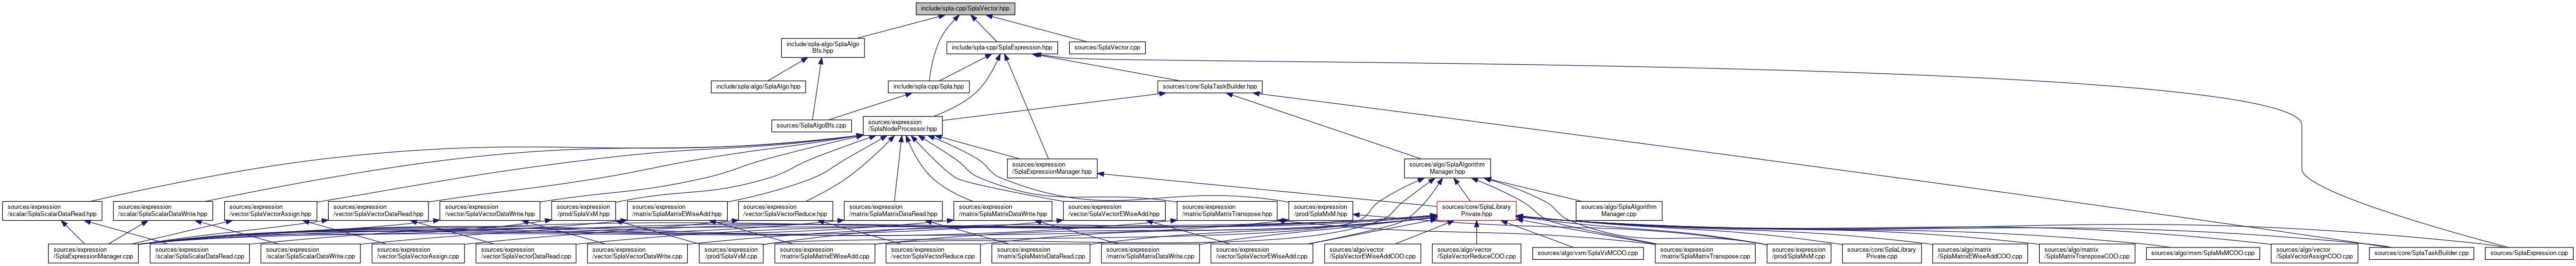 include/spla-cpp/SplaVector.hpp
include/spla-algo/SplaAlgo
Bfs.hpp
include/spla-cpp/SplaExpression.hpp
sources/SplaVector.cpp
include/spla-algo/SplaAlgo.hpp
include/spla-cpp/Spla.hpp
sources/core/SplaTaskBuilder.hpp
sources/SplaAlgoBfs.cpp
sources/expression
/SplaNodeProcessor.hpp
sources/expression
/SplaExpressionManager.hpp
sources/algo/SplaAlgorithm
Manager.hpp
sources/expression
/scalar/SplaScalarDataRead.hpp
sources/expression
/scalar/SplaScalarDataWrite.hpp
sources/expression
/vector/SplaVectorAssign.hpp
sources/expression
/vector/SplaVectorDataRead.hpp
sources/expression
/vector/SplaVectorDataWrite.hpp
sources/expression
/prod/SplaVxM.hpp
sources/expression
/matrix/SplaMatrixEWiseAdd.hpp
sources/expression
/vector/SplaVectorReduce.hpp
sources/expression
/matrix/SplaMatrixDataRead.hpp
sources/expression
/matrix/SplaMatrixDataWrite.hpp
sources/expression
/vector/SplaVectorEWiseAdd.hpp
sources/expression
/matrix/SplaMatrixTranspose.hpp
sources/expression
/prod/SplaMxM.hpp
sources/core/SplaLibrary
Private.hpp
sources/algo/SplaAlgorithm
Manager.cpp
sources/expression
/SplaExpressionManager.cpp
sources/expression
/scalar/SplaScalarDataRead.cpp
sources/expression
/scalar/SplaScalarDataWrite.cpp
sources/expression
/vector/SplaVectorAssign.cpp
sources/expression
/vector/SplaVectorDataRead.cpp
sources/expression
/vector/SplaVectorDataWrite.cpp
sources/expression
/prod/SplaVxM.cpp
sources/expression
/matrix/SplaMatrixEWiseAdd.cpp
sources/expression
/vector/SplaVectorReduce.cpp
sources/expression
/matrix/SplaMatrixDataRead.cpp
sources/expression
/matrix/SplaMatrixDataWrite.cpp
sources/expression
/vector/SplaVectorEWiseAdd.cpp
sources/algo/vector
/SplaVectorEWiseAddCOO.cpp
sources/algo/vector
/SplaVectorReduceCOO.cpp
sources/algo/vxm/SplaVxMCOO.cpp
sources/expression
/matrix/SplaMatrixTranspose.cpp
sources/expression
/prod/SplaMxM.cpp
sources/core/SplaLibrary
Private.cpp
sources/algo/matrix
/SplaMatrixEWiseAddCOO.cpp
sources/algo/matrix
/SplaMatrixTransposeCOO.cpp
sources/algo/mxm/SplaMxMCOO.cpp
sources/algo/vector
/SplaVectorAssignCOO.cpp
sources/core/SplaTaskBuilder.cpp
sources/SplaExpression.cpp